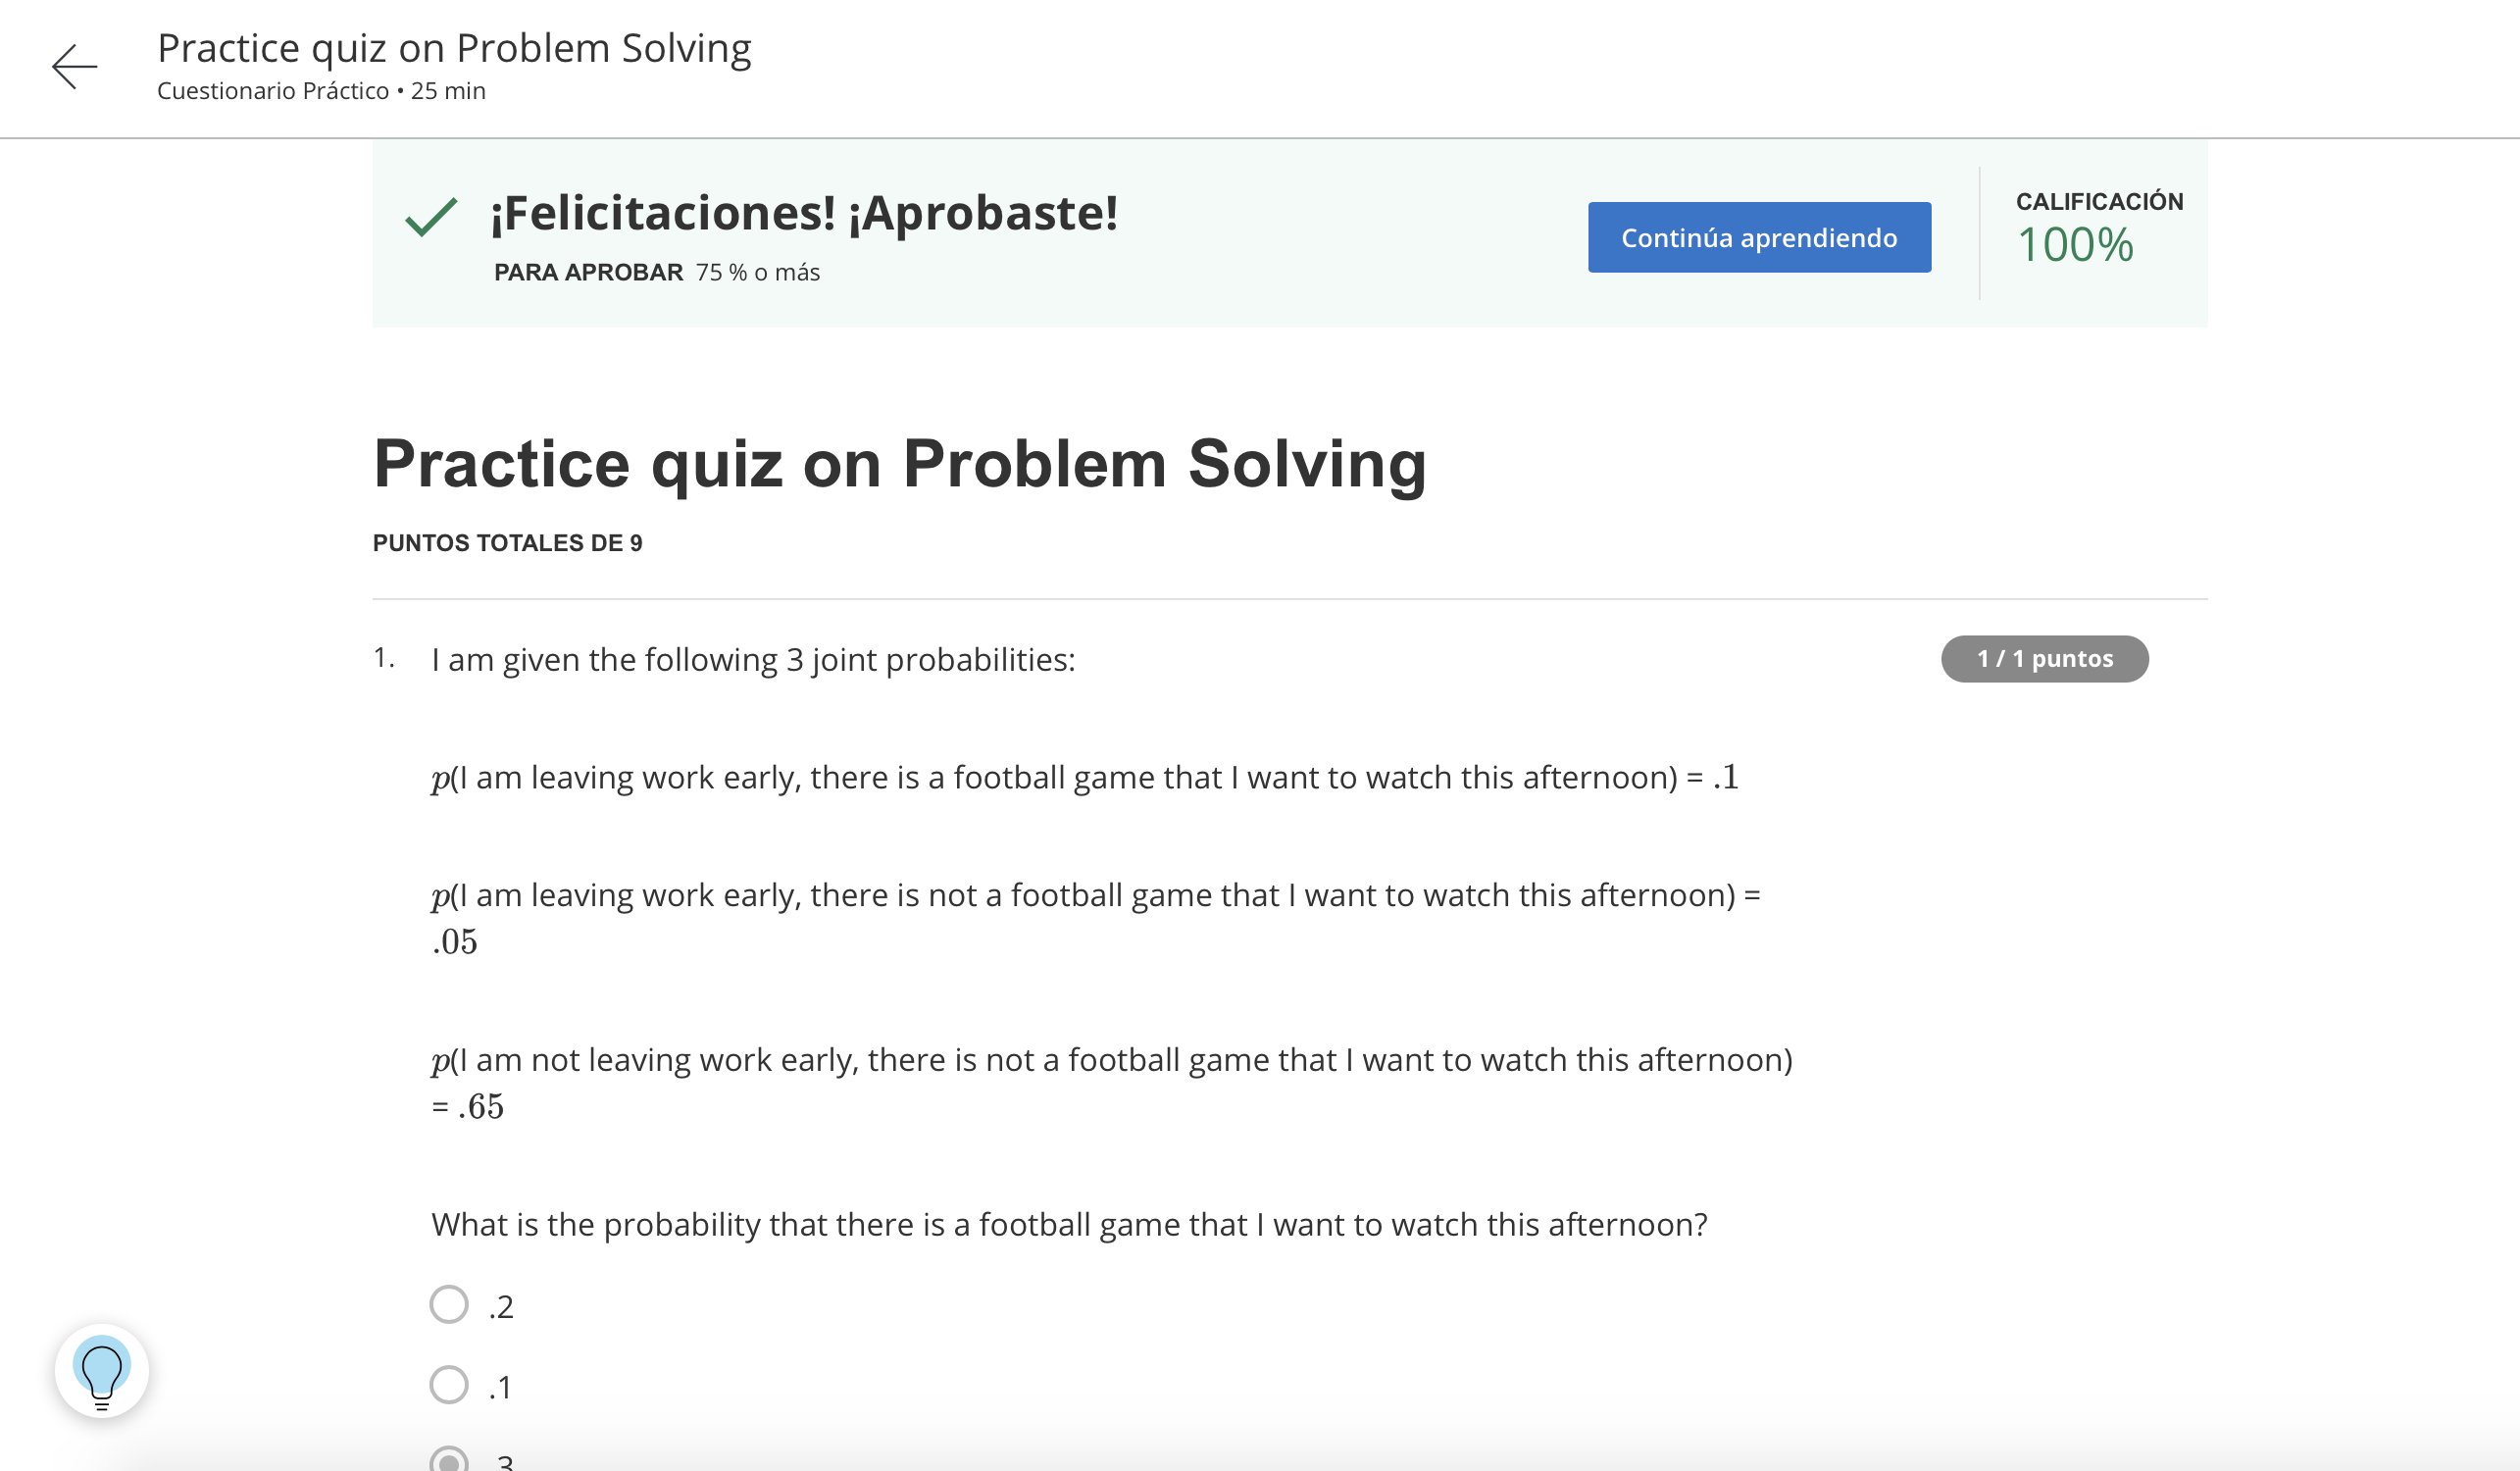 Practice quiz on Problem Solving
Cuestionario Práctico • 25 min
¡Felicitaciones! ¡Aprobaste!
PARA APROBAR 75 % o más
Continúa aprendiendo
CALIFICACIÓN
100%
Practice quiz on Problem Solving
PUNTOS TOTALES DE 9
1. I am given the following 3 joint probabilities:
1 / 1 puntos
p(I am leaving work early, there is a football game that I want to watch this afternoon) = .1
p(I am leaving work early, there is not a football game that I want to watch this afternoon) =
.05
p(I am not leaving work early, there is not a football game that I want to watch this afternoon)
= .65
What is the probability that there is a football game that I want to watch this afternoon?
.2
.1
3